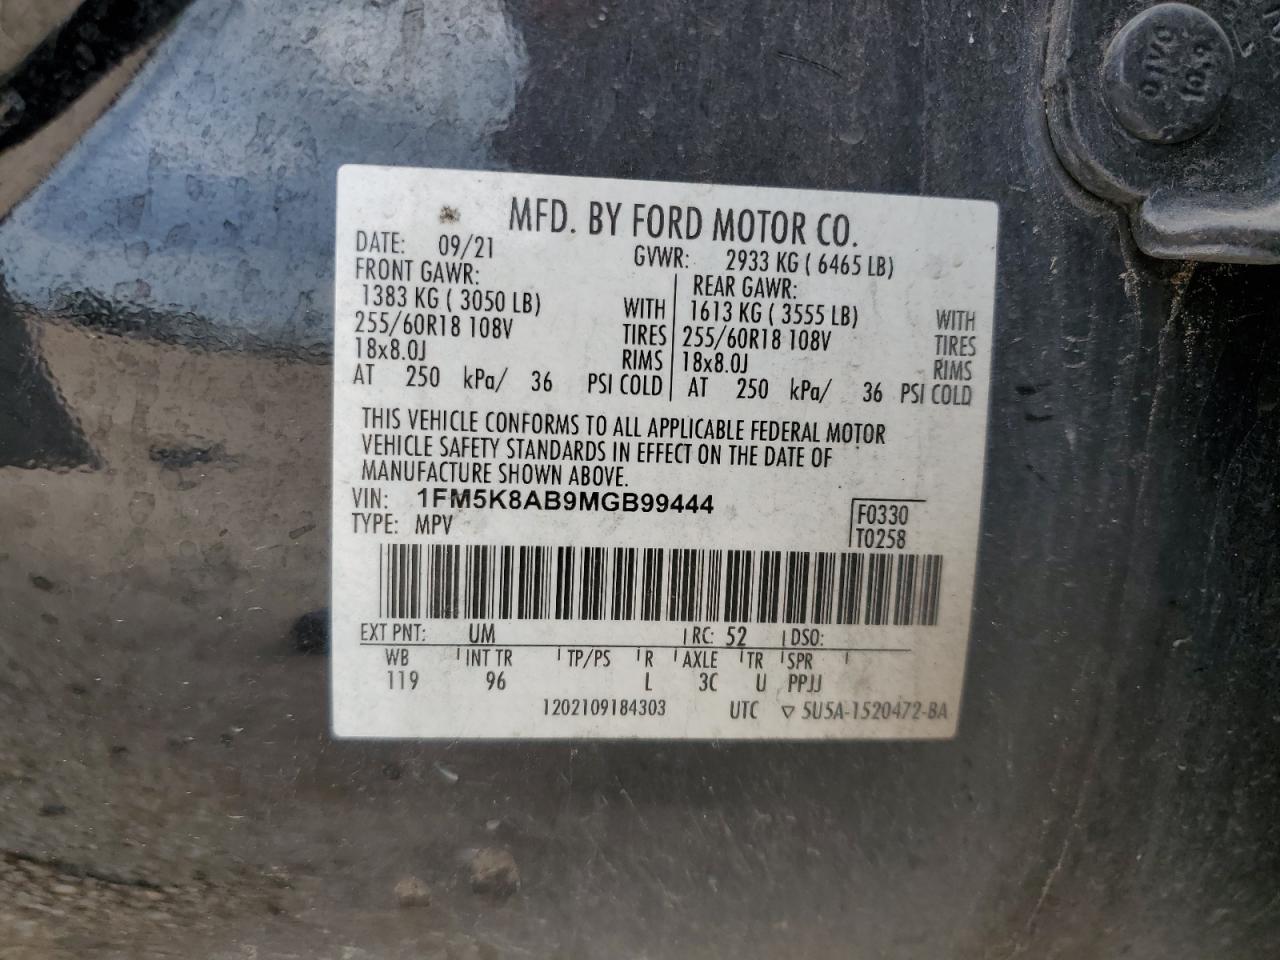 MFD. BY FORD MOTOR CO.
DATE: 09/21 GVWR: 2933 KG ( 6465 LB)
FRONT GAWR: REAR GAWR:
1383 KG ( 3050 LB) WITH 1613 KG ( 3555 LB) WITH
255/60R18 108V TIRES 255/60R18 108V TIRES
18x8.0J RIMS 18x8.0J RIMS
AT 250 kPa/ 36 PSI COLD AT 250 kPa/ 36 PSI COLD
THIS VEHICLE CONFORMS TO ALL APPLICABLE FEDERAL MOTOR
VEHICLE SAFETY STANDARDS IN EFFECT ON THE DATE OF
MANUFACTURE SHOWN ABOVE.
VIN: 1FM5K8AB9MGB99444 F0330
TYPE: MPV T0258
EXT PNT: UM RC: 52 DSO:
WB INT TR TP/PS R AXLE TR SPR
119 96 L 3C U PPJJ
1202109184303 UTC ▽ 5U5A-1520472-BA